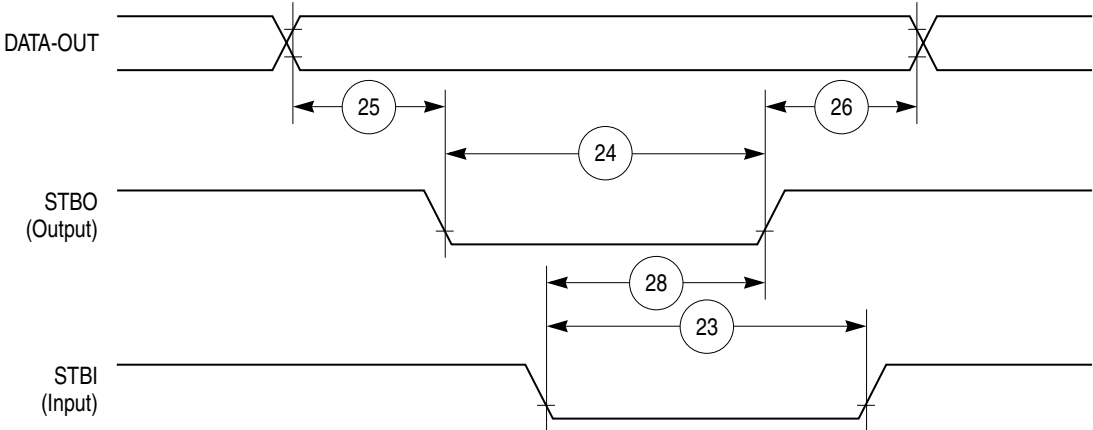 DATA-OUT
25
26
24
STBO
(Output)
28
23
STBI
(Input)